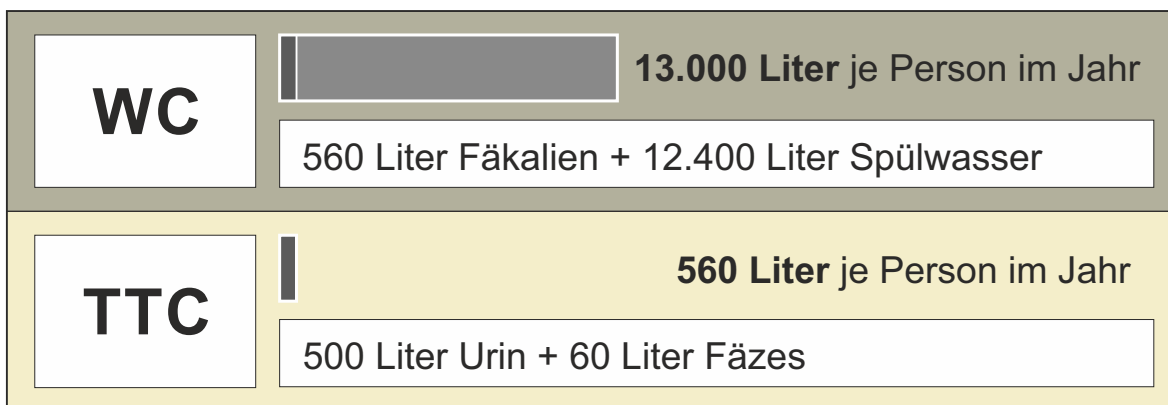 WC
13.000 Liter je Person im Jahr
560 Liter Fäkalien + 12.400 Liter Spülwasser
TTC
560 Liter je Person im Jahr
500 Liter Urin + 60 Liter Fäzes